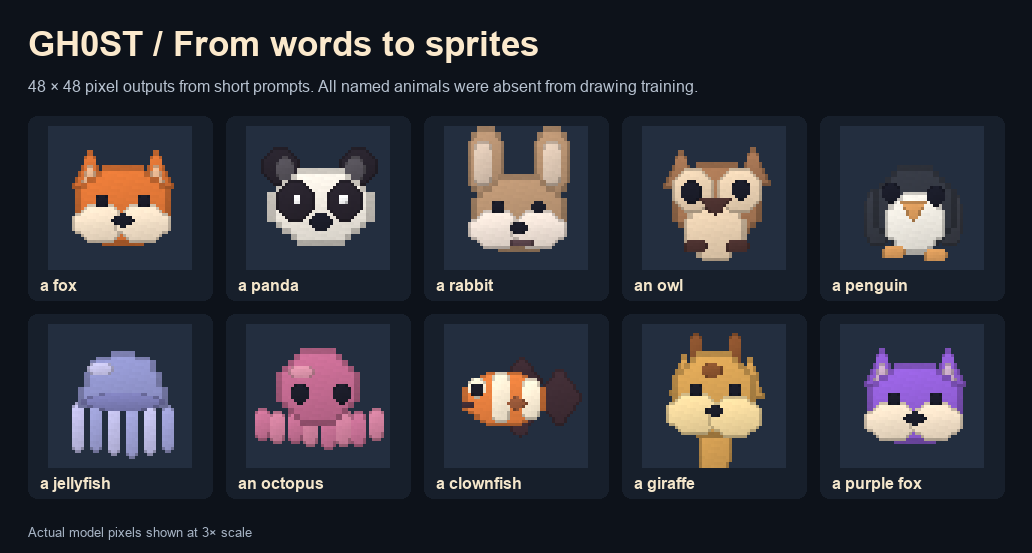 GH0ST / From words to sprites
48 × 48 pixel outputs from short prompts. All named animals were absent from drawing training.
a fox
a panda
a rabbit
an owl
a penguin
a jellyfish
an octopus
a clownfish
a giraffe
a purple fox
Actual model pixels shown at 3× scale